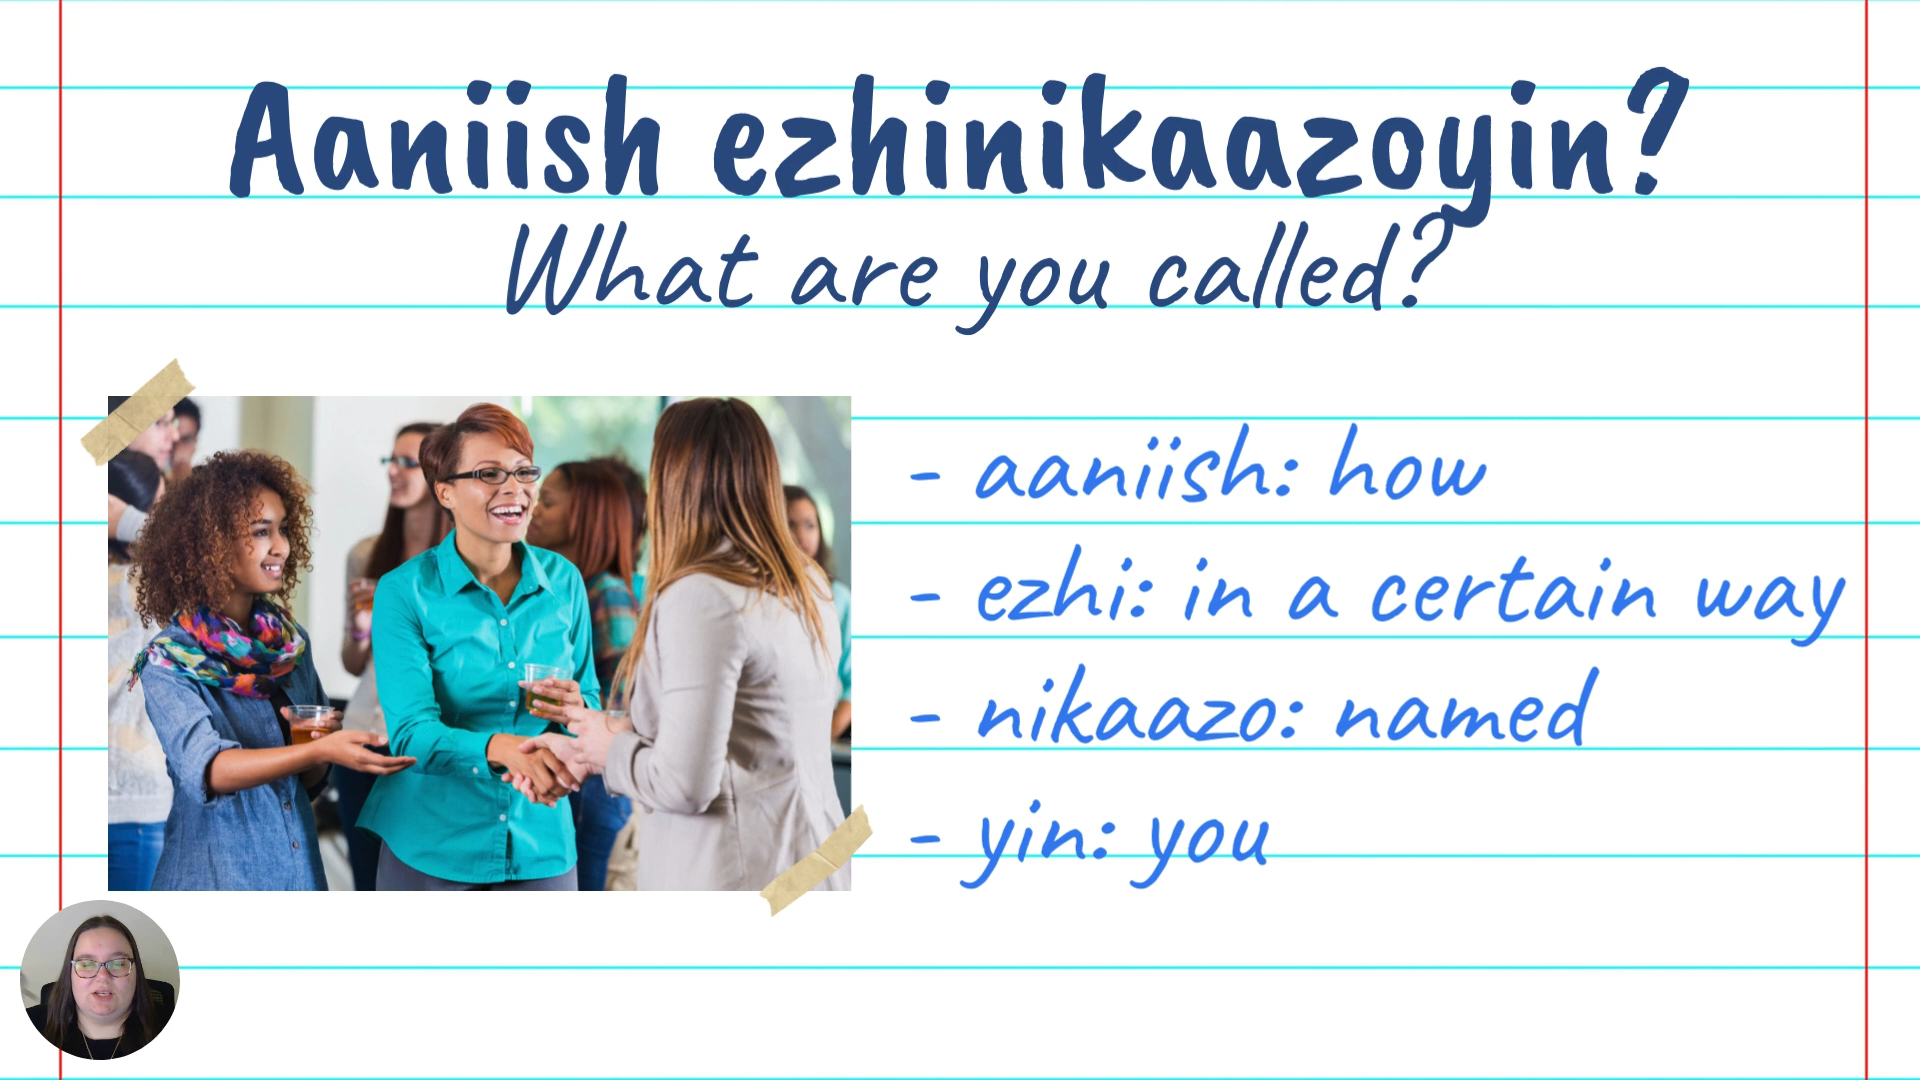 Aaniish ezhinikaazoyin?
What are you called?
- aaniish: how
- ezhi: in a certain way
- nikaazo: named
- yin: you